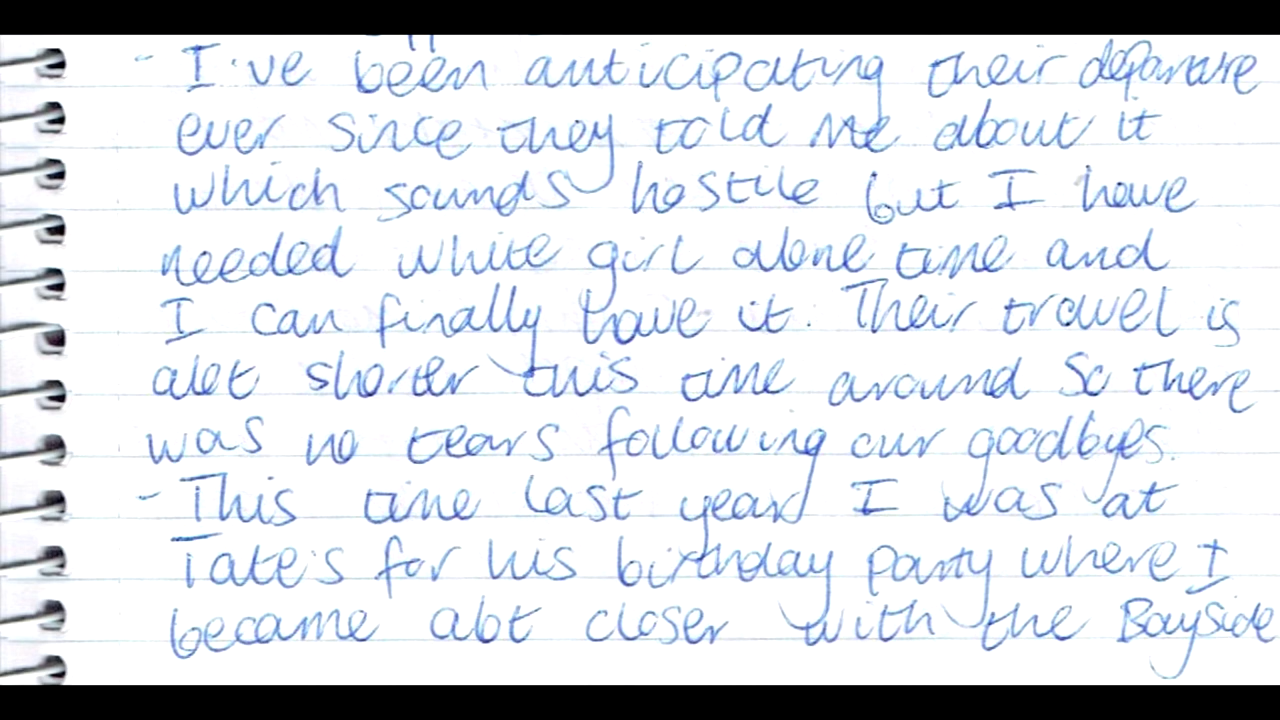 - I've been anticipating their departure
ever since they told me about it
which sounds hostile but I have
needed white girl alone time and
I can finally have it. Their travel is
alot shorter this time around so there
was no tears following our goodbyes.
- This time last year I was at
Tate's for his birthday party where I
became alot closer with the Bayside